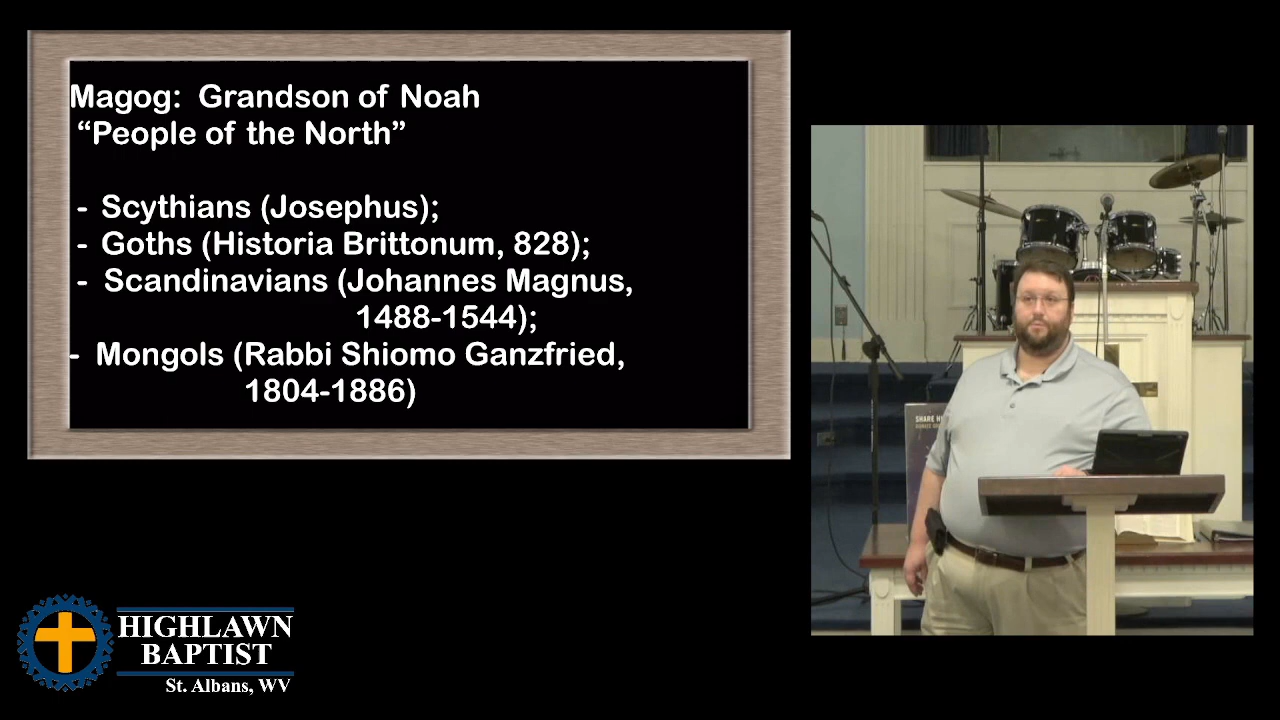 Magog: Grandson of Noah
“People of the North”
- Scythians (Josephus);
- Goths (Historia Brittonum, 828);
- Scandinavians (Johannes Magnus,
1488-1544);
- Mongols (Rabbi Shiomo Ganzfried,
1804-1886)
SHARE
HIGHLAWN
BAPTIST
St. Albans, WV